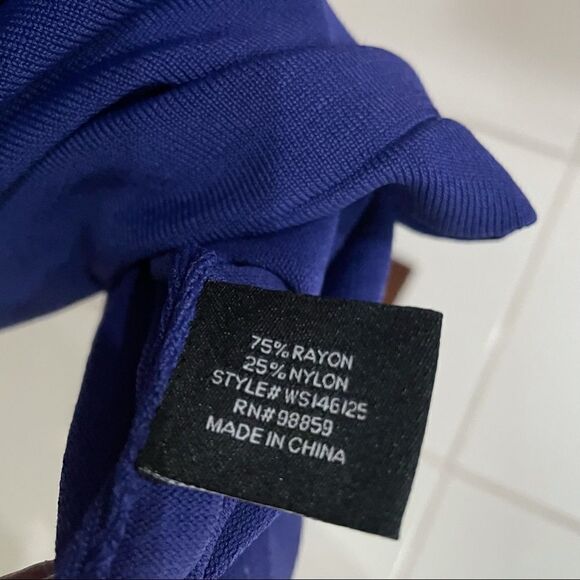 75% RAYON
25% NYLON
STYLE# WS146125
RN# 98859
MADE IN CHINA